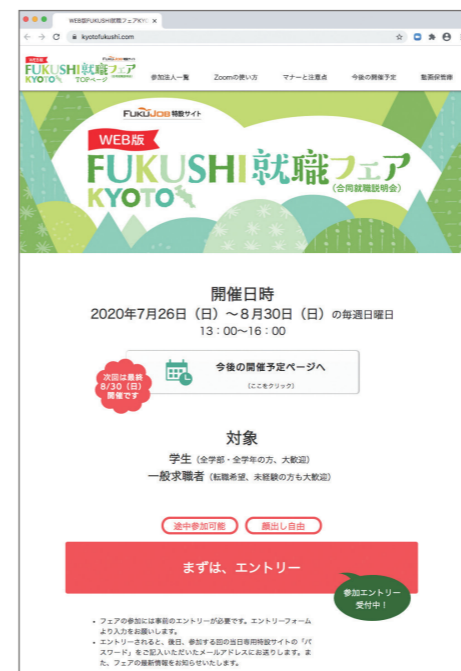 WEB版FUKUSHI就職フェアKYO
kyotofukushi.com
WEB版
FUKUSHI就職フェア
KYOTO TOPページ
参加法人一覧
Zoomの使い方
マナーと注意点
今後の開催予定
動画保管庫
FUKUJOB 特設サイト
WEB版
FUKUSHI就職フェア
KYOTO
(合同就職説明会)
開催日時
2020年7月26日（日）〜8月30日（日）の毎週日曜日
13：00〜16：00
次回は最終
8/30（日）
開催です
今後の開催予定ページへ
（ここをクリック）
対象
学生（全学部・全学年の方、大歓迎）
一般求職者（転職希望、未経験の方も大歓迎）
途中参加可能
顔出し自由
まずは、エントリー
参加エントリー
受付中！
• フェアの参加には事前のエントリーが必要です。エントリーフォーム
より入力をお願いします。
• エントリーされると、後日、参加する回の当日専用特設サイトの「パ
スワード」をご記入いただいたメールアドレスにお送りします。ま
た、フェアの最新情報をお知らせいたします。